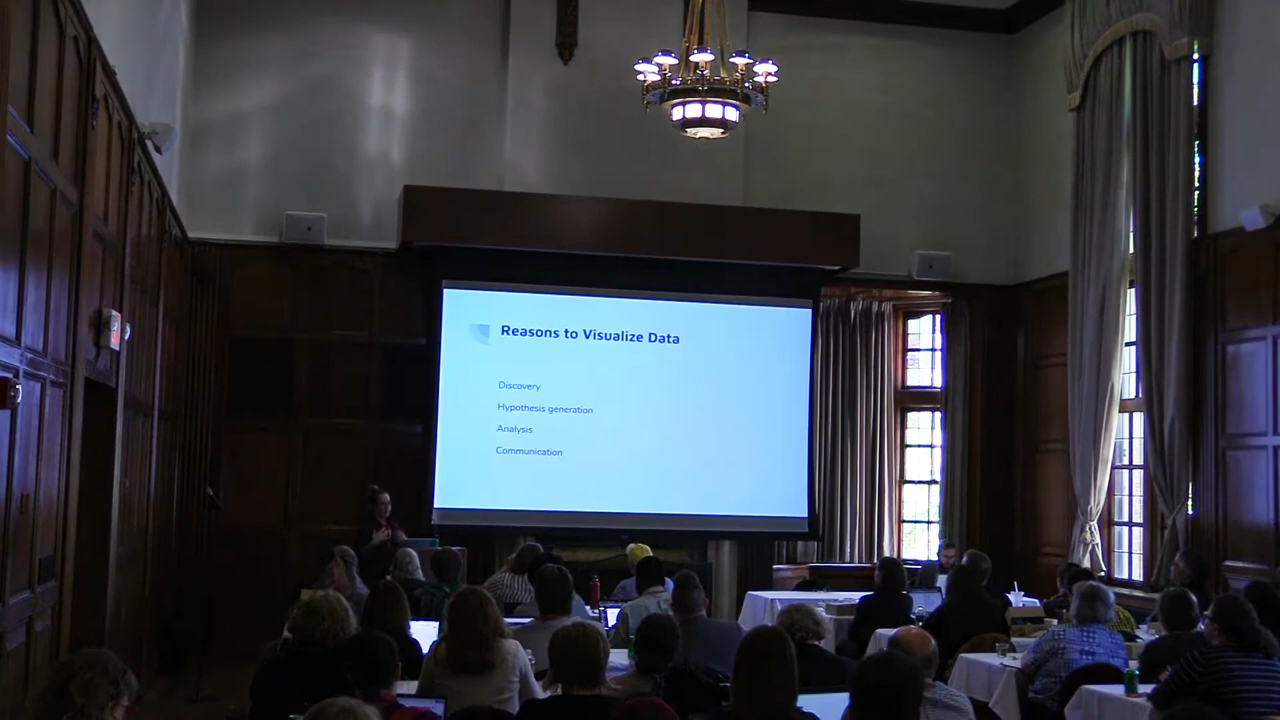 Reasons to Visualize Data
Discovery
Hypothesis generation
Analysis
Communication